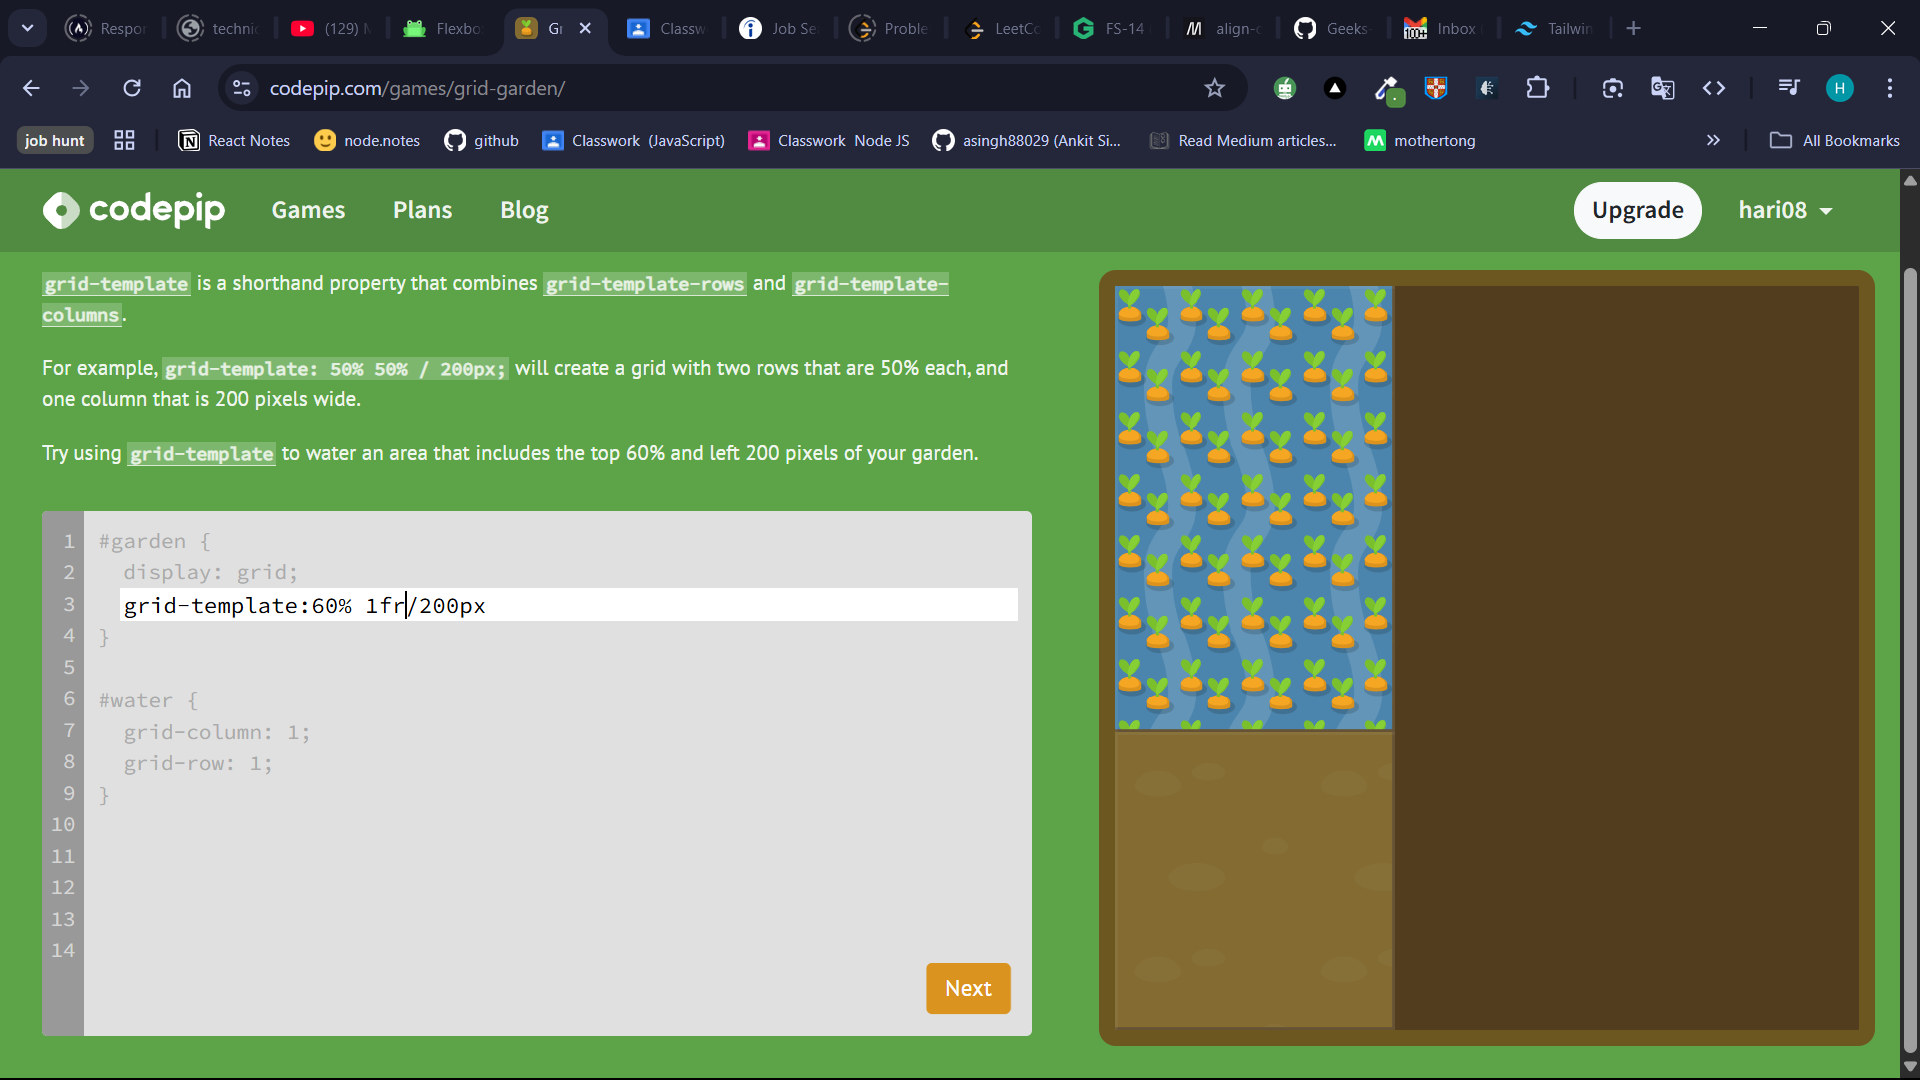 Respo
technic
(129) M
Flexbo
Gr
Classw
Job Se
Proble
LeetCo
FS-14
align-c
Geeks-
Inbox
Tailwin
codepip.com/games/grid-garden/
H
job hunt
React Notes
node.notes
github
Classwork (JavaScript)
Classwork Node JS
asingh88029 (Ankit Si...
Read Medium articles...
mothertong
All Bookmarks
codepip
Games
Plans
Blog
Upgrade
hari08
grid-template is a shorthand property that combines grid-template-rows and grid-template-
columns.
For example, grid-template: 50% 50% / 200px; will create a grid with two rows that are 50% each, and
one column that is 200 pixels wide.
Try using grid-template to water an area that includes the top 60% and left 200 pixels of your garden.
1 #garden {
2 display: grid;
3 grid-template:60% 1fr/200px
4 }
5
6 #water {
7 grid-column: 1;
8 grid-row: 1;
9 }
10
11
12
13
14
Next